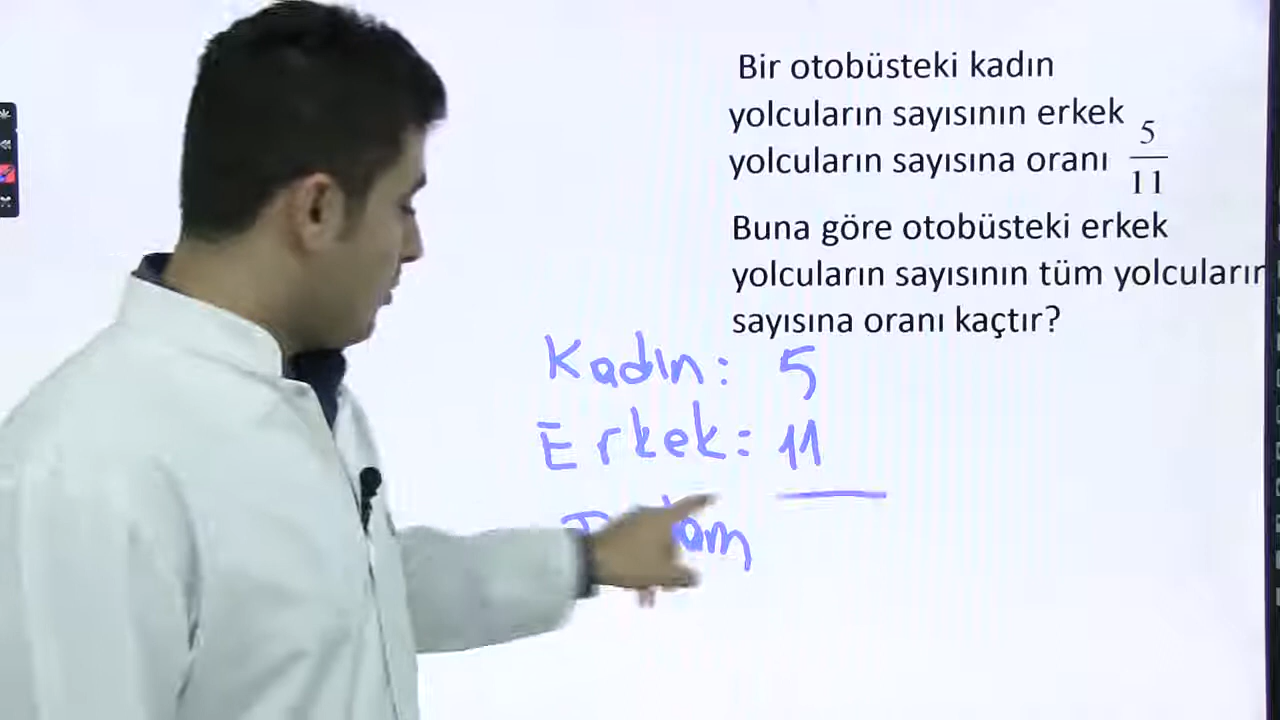 Bir otobüsteki kadın
yolcuların sayısının erkek
yolcuların sayısına oranı 5/11
Buna göre otobüsteki erkek
yolcuların sayısının tüm yolcuların
sayısına oranı kaçtır?
Kadın: 5
Erkek: 11